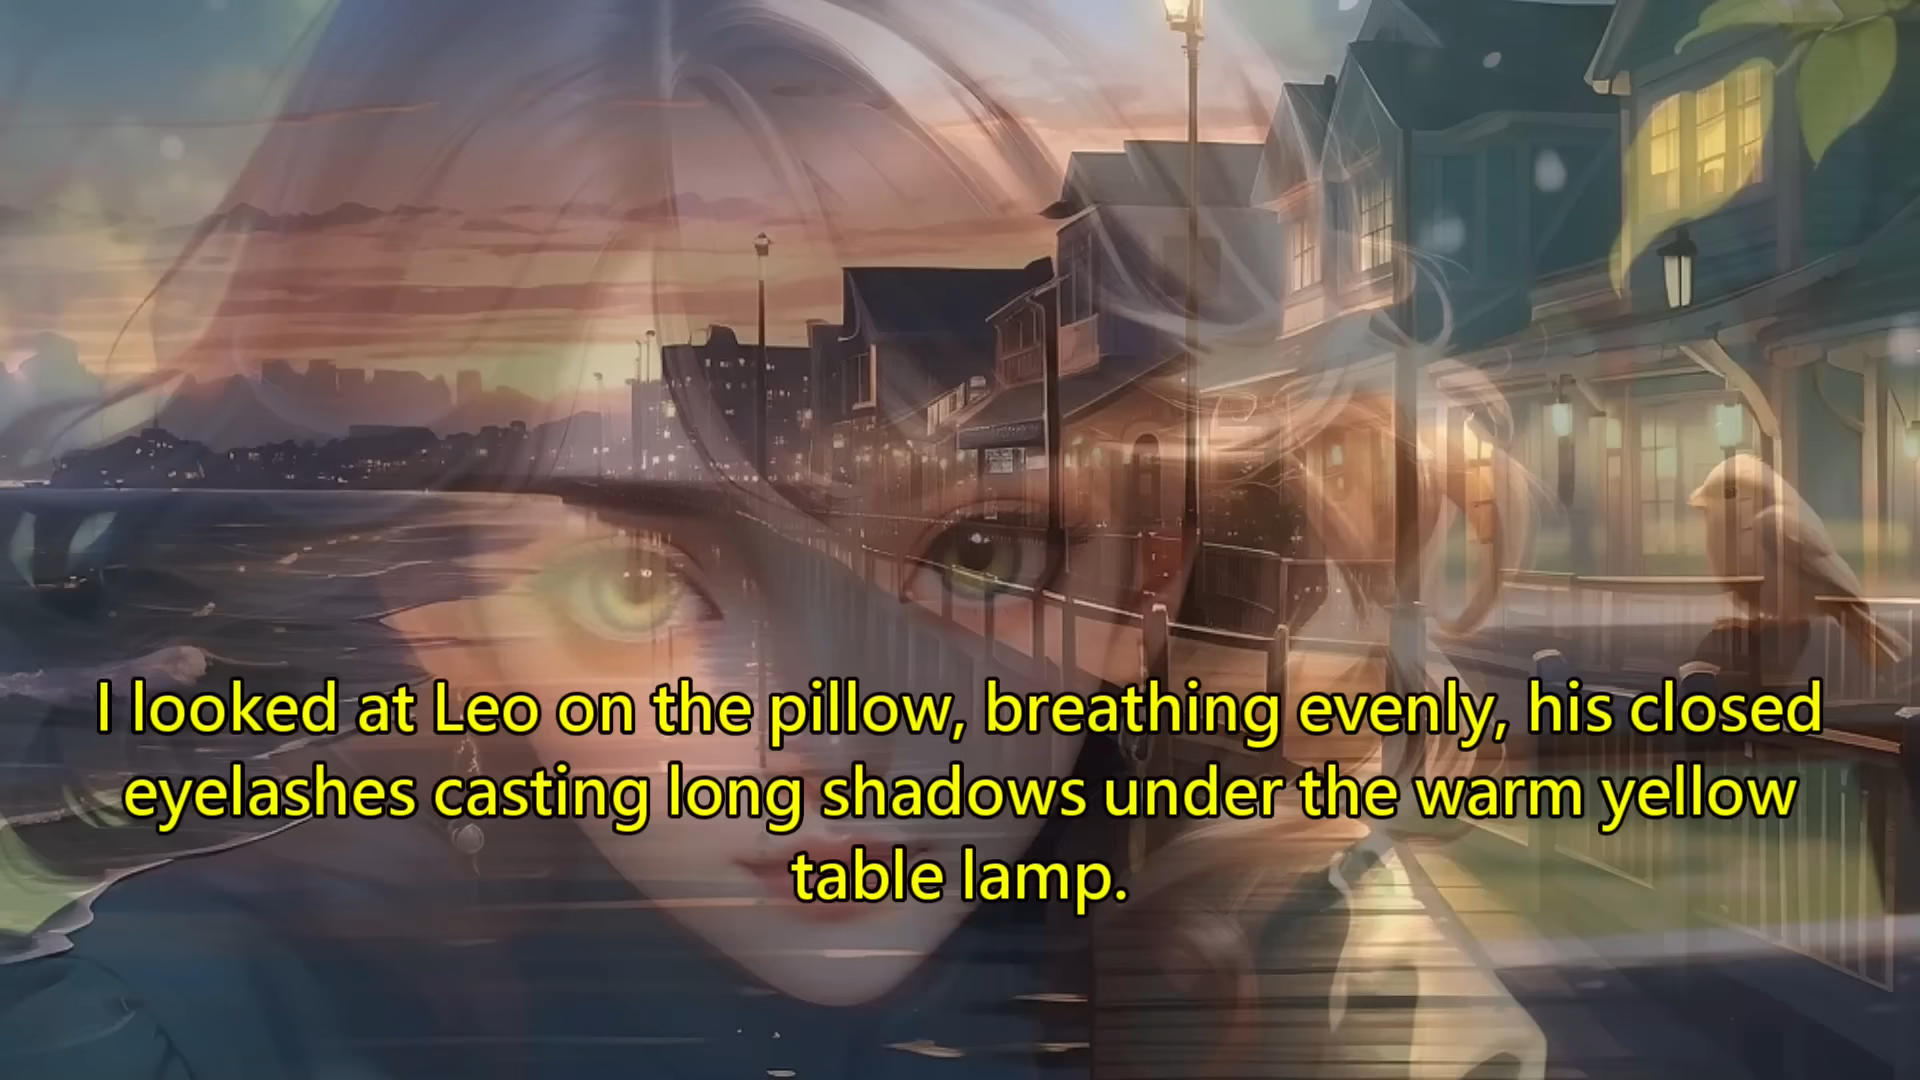 I looked at Leo on the pillow, breathing evenly, his closed
eyelashes casting long shadows under the warm yellow
table lamp.